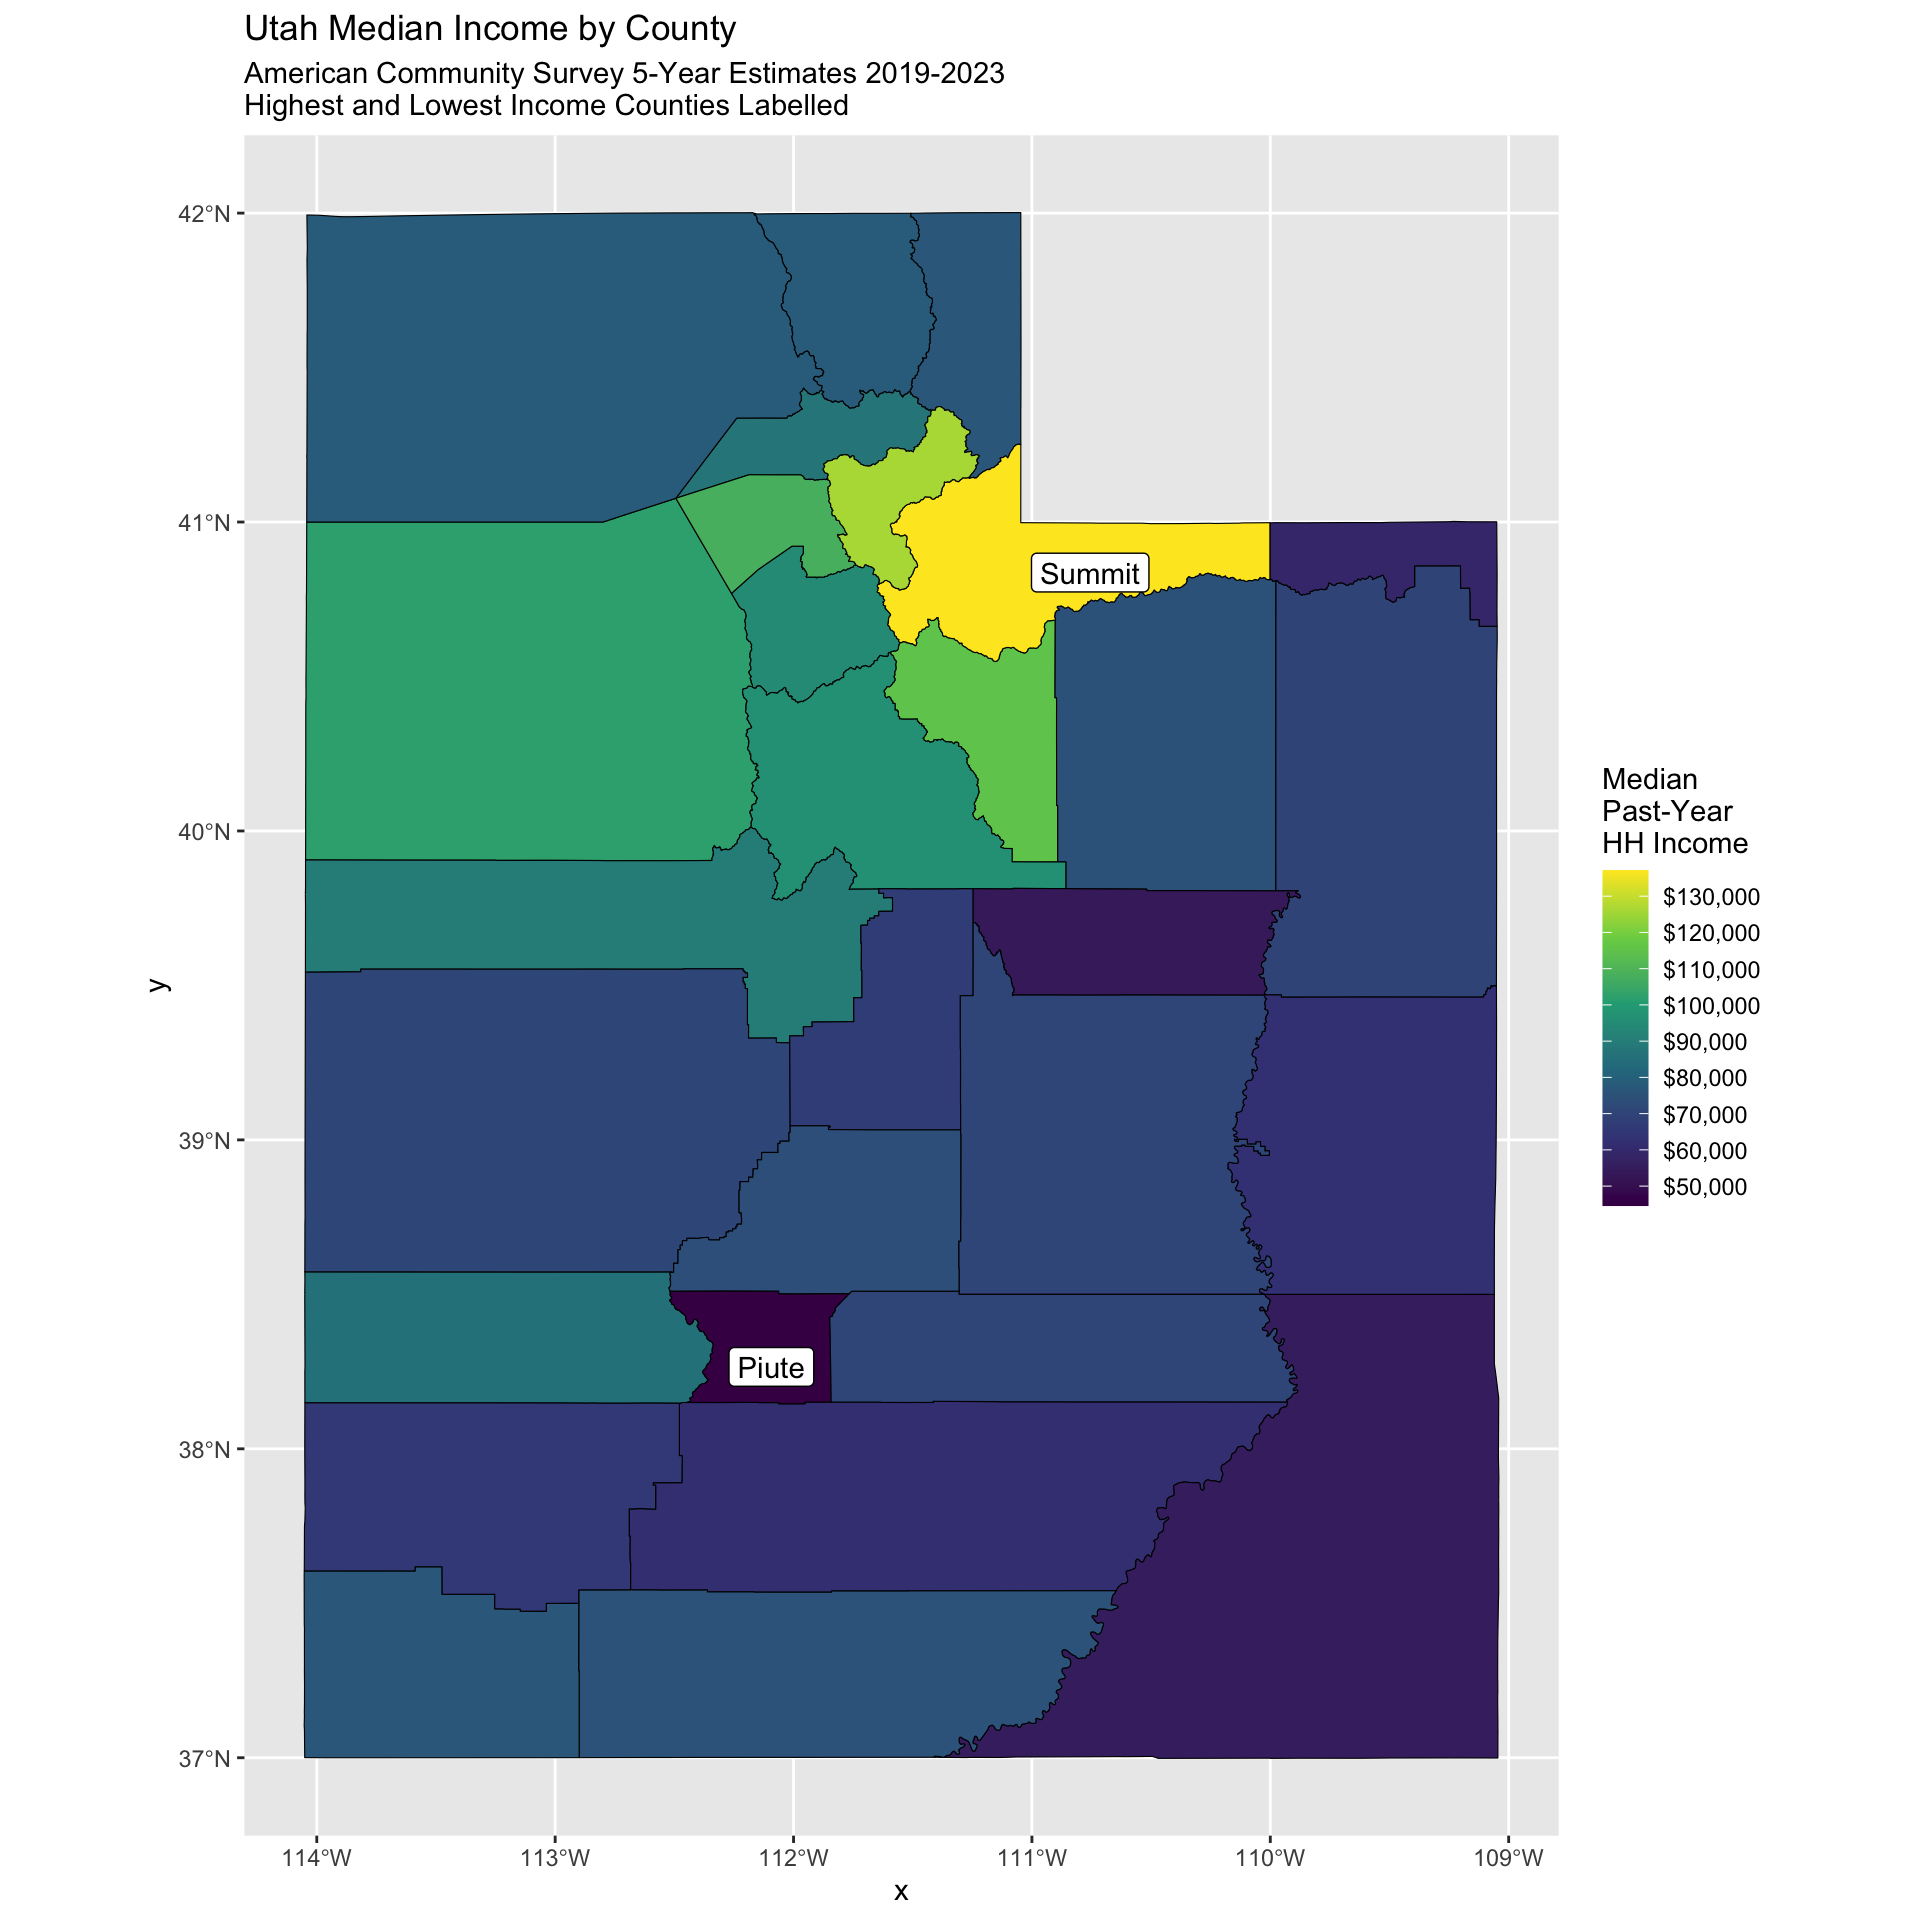 Utah Median Income by County
American Community Survey 5-Year Estimates 2019-2023
Highest and Lowest Income Counties Labelled
42°N
41°N
40°N
39°N
38°N
37°N
y
Summit
Piute
114°W
113°W
112°W
111°W
110°W
109°W
x
Median
Past-Year
HH Income
$130,000
$120,000
$110,000
$100,000
$90,000
$80,000
$70,000
$60,000
$50,000